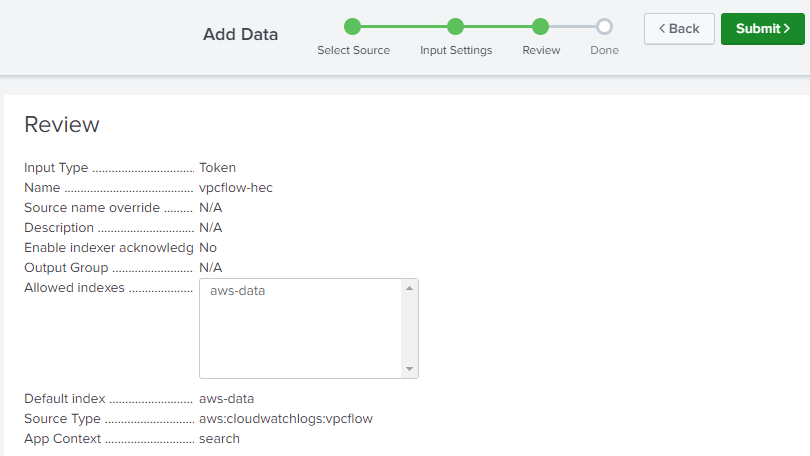 Add Data
Select Source
Input Settings
Review
Done
< Back
Submit >
Review
Input Type ................................ Token
Name ....................................... vpcflow-hec
Source name override ......... N/A
Description ............................. N/A
Enable indexer acknowledg No
Output Group ......................... N/A
Allowed indexes .................... aws-data
Default index .......................... aws-data
Source Type ........................... aws:cloudwatchlogs:vpcflow
App Context ........................... search